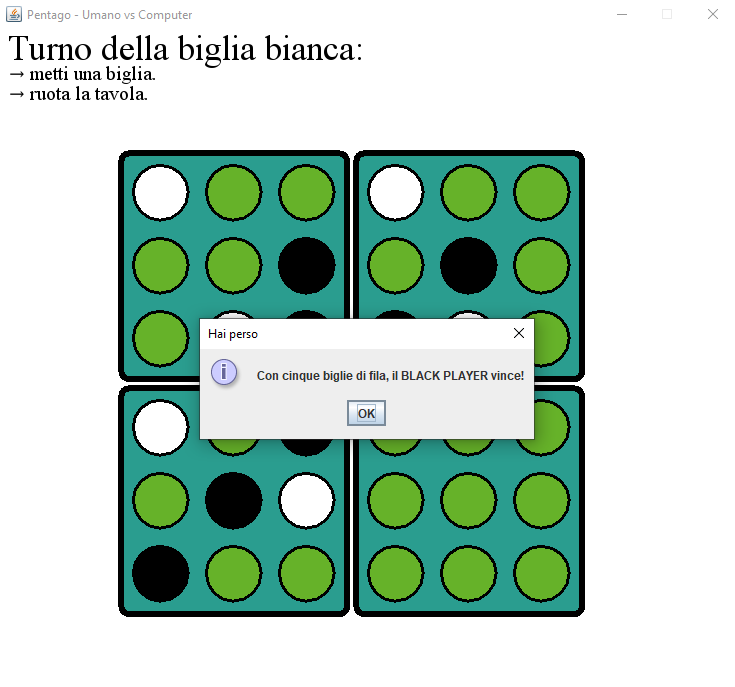 Pentago - Umano vs Computer
Turno della biglia bianca:
→ metti una biglia.
→ ruota la tavola.
Hai perso
Con cinque biglie di fila, il BLACK PLAYER vince!
OK